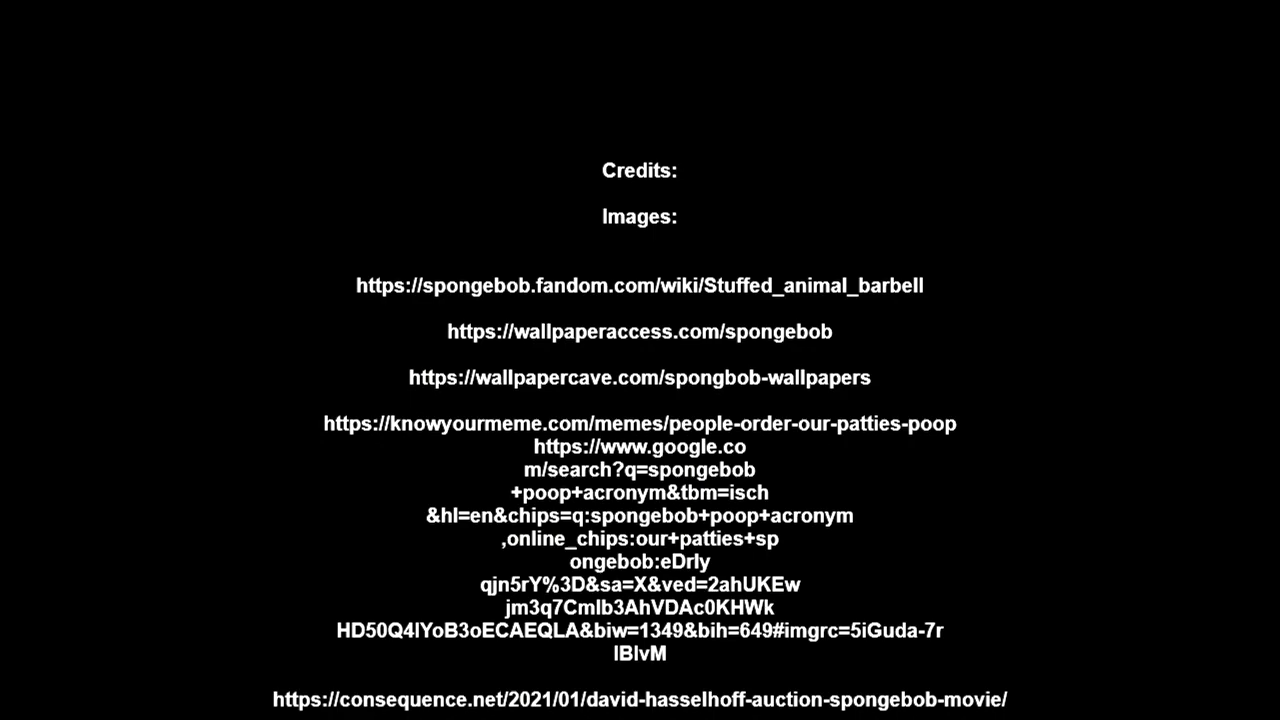 Credits:
Images:
https://spongebob.fandom.com/wiki/Stuffed_animal_barbell
https://wallpaperaccess.com/spongebob
https://wallpapercave.com/spongbob-wallpapers
https://knowyourmeme.com/memes/people-order-our-patties-poop
https://www.google.co
m/search?q=spongebob
+poop+acronym&tbm=isch
&hl=en&chips=q:spongebob+poop+acronym
,online_chips:our+patties+sp
ongebob:eDrIy
qjn5rY%3D&sa=X&ved=2ahUKEw
jm3q7CmIb3AhVDAc0KHWk
HD50Q4lYoB3oECAEQLA&biw=1349&bih=649#imgrc=5iGuda-7r
IBIvM
https://consequence.net/2021/01/david-hasselhoff-auction-spongebob-movie/